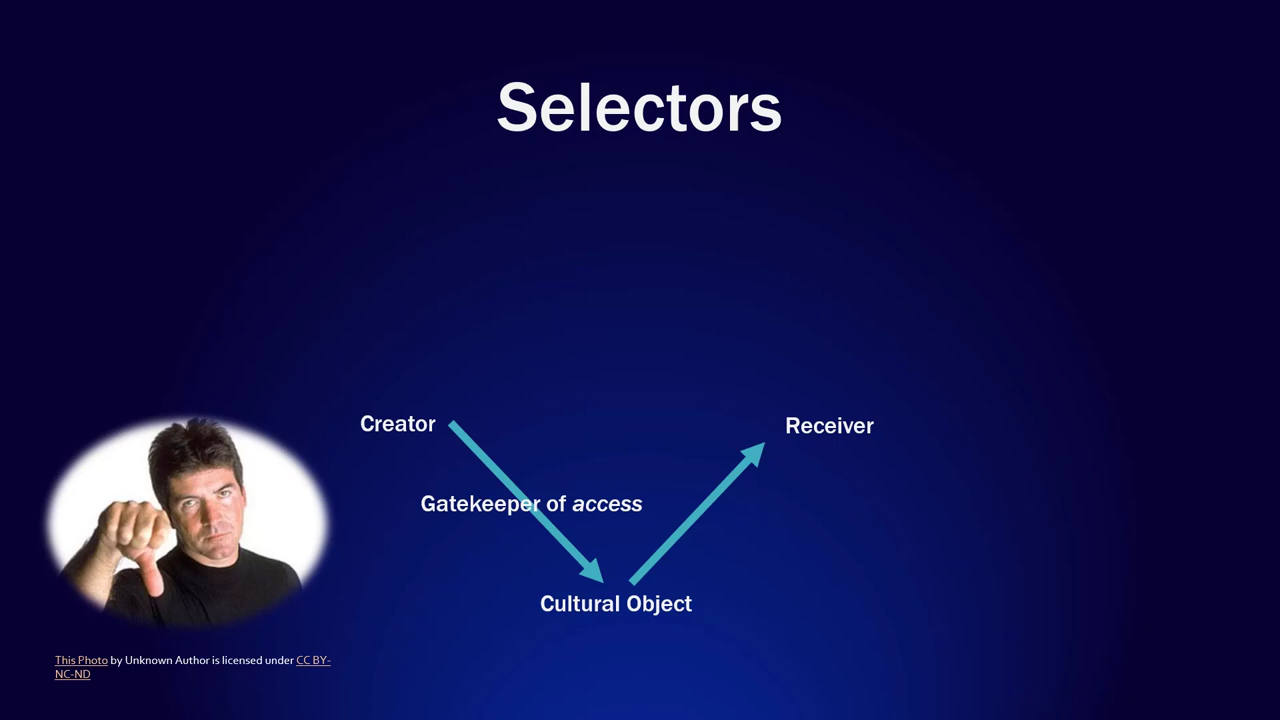 Selectors
Creator
Receiver
Gatekeeper of access
Cultural Object
This Photo by Unknown Author is licensed under CC BY-
NC-ND